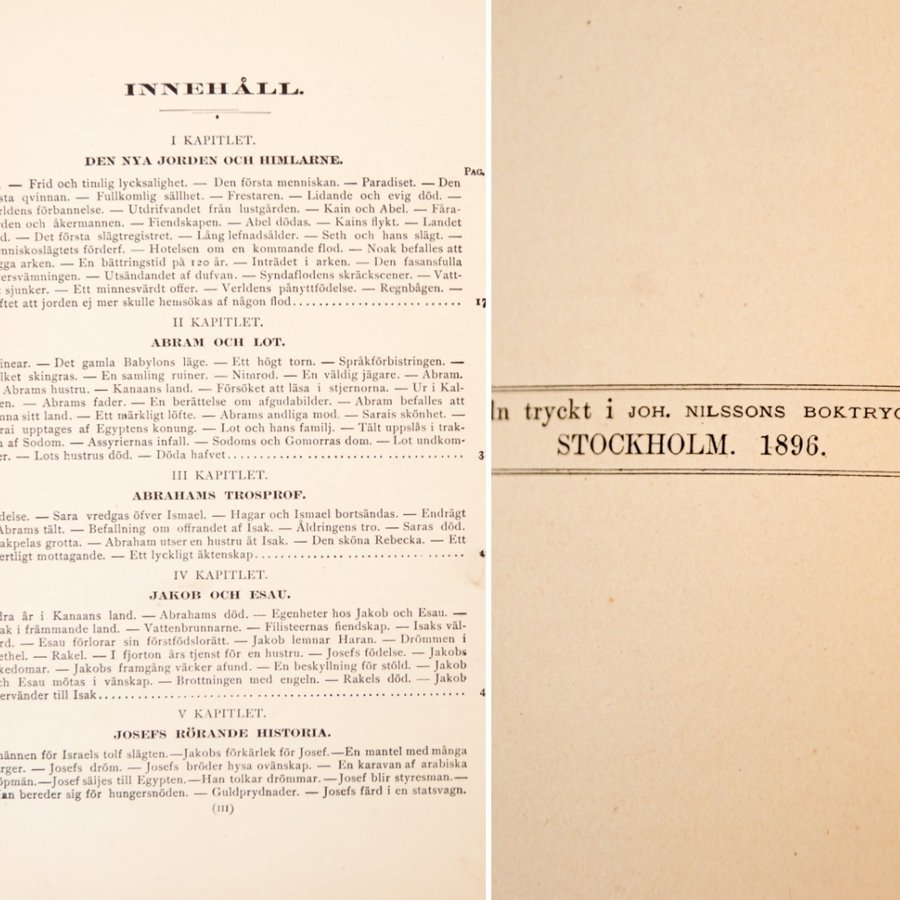 INNEHÅLL.
I KAPITLET.
DEN NYA JORDEN OCH HIMLARNE.
PAG.
— Frid och timlig lycksalighet. — Den första menniskan. — Paradiset. — Den
sta qvinnan. — Fullkomlig sällhet. — Frestaren. — Lidande och evig död. —
rldens förbannelse. — Utdrifvandet från lustgården. — Kain och Abel. — Fåra-
rden och åkermannen. — Fiendskapen. — Abel dödas. — Kains flykt. — Landet
d. — Det första slägtregistret. — Lång lefnadsålder. — Seth och hans slägt. —
enniskoslägtets förderf. — Hotelsen om en kommande flod. — Noak befalles att
gga arken. — En bättringstid på 120 år. — Inträdet i arken. — Den fasansfulla
ersvämningen. — Utsändandet af dufvan. — Syndaflodens skräckscener. — Vatt-
t sjunker. — Ett minnesvärdt offer. — Verldens pånyttfödelse. — Regnbågen. —
ftet att jorden ej mer skulle hemsökas af någon flod........................ 17
II KAPITLET.
ABRAM OCH LOT.
inear. — Det gamla Babylons läge. — Ett högt torn. — Språkförbistringen. —
lket skingras. — En samling ruiner. — Nimrod. — En väldig jägare. — Abram.
Abrams hustru. — Kanaans land. — Försöket att läsa i stjernorna. — Ur i Kal-
en. — Abrams fader. — En berättelse om afgudabilder. — Abram befalles att
nna sitt land. — Ett märkligt löfte. — Abrams andliga mod. — Sarais skönhet. —
rai upptages af Egyptens konung. — Lot och hans familj. — Tält uppslås i trak-
n af Sodom. — Assyriernas infall. — Sodoms och Gomorras dom. — Lot undkom-
er. — Lots hustrus död. — Döda hafvet.................................... 3
III KAPITLET.
ABRAHAMS TROSPROF.
delse. — Sara vredgas öfver Ismael. — Hagar och Ismael bortsändas. — Endrägt
Abrams tält. — Befallning om offrandet af Isak. — Åldringens tro. — Saras död.
akpelas grotta. — Abraham utser en hustru åt Isak. — Den sköna Rebecka. — Ett
ertligt mottagande. — Ett lyckligt äktenskap................................ 4
IV KAPITLET.
JAKOB OCH ESAU.
dra år i Kanaans land. — Abrahams död. — Egenheter hos Jakob och Esau. —
ak i främmande land. — Vattenbrunnarne. — Filisteernas fiendskap. — Isaks väl-
rd. — Esau förlorar sin förstfödslorätt. — Jakob lemnar Haran. — Drömmen i
ethel. — Rakel. — I fjorton års tjenst för en hustru. — Josefs födelse. — Jakobs
kedomar. — Jakobs framgång väcker afund. — En beskyllning för stöld. — Jakob
ch Esau mötas i vänskap. — Brottningen med engeln. — Rakels död. — Jakob
ervänder till Isak....................................................... 4
V KAPITLET.
JOSEFS RÖRANDE HISTORIA.
männen för Israels tolf slägten.—Jakobs förkärlek för Josef.—En mantel med många
rger. — Josefs dröm. — Josefs bröder hysa ovänskap. — En karavan af arabiska
öpmän.—Josef säljes till Egypten.—Han tolkar drömmar.—Josef blir styresman.—
an bereder sig för hungersnöden. — Guldprydnader. — Josefs färd i en statsvagn.
(III)
ln tryckt i JOH. NILSSONS BOKTRYC
STOCKHOLM. 1896.